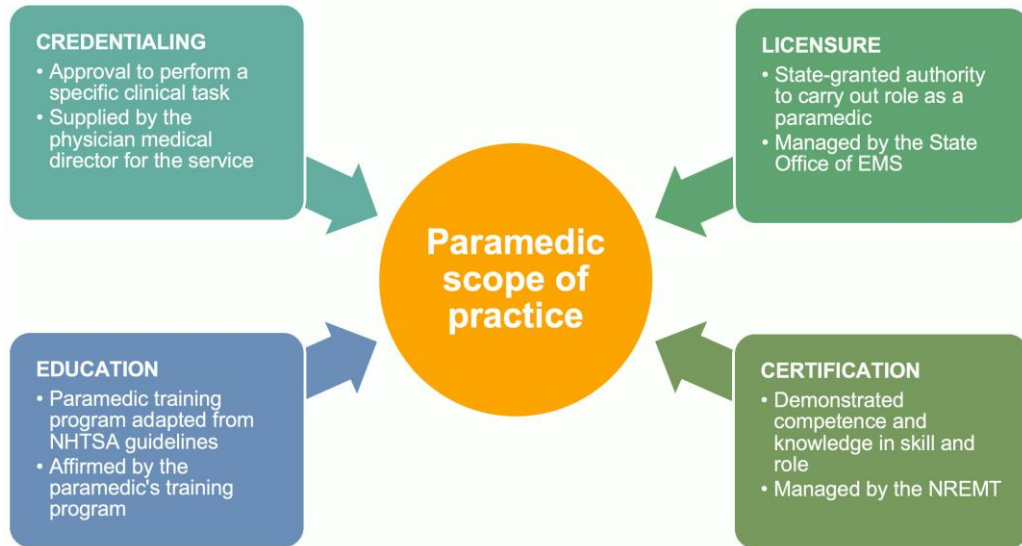 CREDENTIALING
• Approval to perform a
specific clinical task
• Supplied by the
physician medical
director for the service
LICENSURE
• State-granted authority
to carry out role as a
paramedic
• Managed by the State
Office of EMS
Paramedic
scope of
practice
EDUCATION
• Paramedic training
program adapted from
NHTSA guidelines
• Affirmed by the
paramedic's training
program
CERTIFICATION
• Demonstrated
competence and
knowledge in skill and
role
• Managed by the NREMT